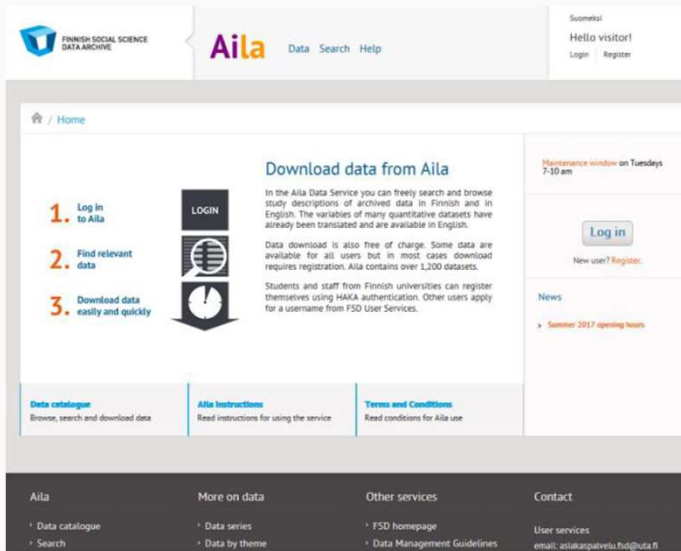 FINNISH SOCIAL SCIENCE
DATA ARCHIVE
Aila
Data Search Help
Suomeksi
Hello visitor!
Login Register
/ Home
1. Log in
to Aila
2. Find relevant
data
3. Download data
easily and quickly
LOGIN
Download data from Aila
In the Aila Data Service you can freely search and browse
study descriptions of archived data in Finnish and in
English. The variables of many quantitative datasets have
already been translated and are available in English.
Data download is also free of charge. Some data are
available for all users but in most cases download
requires registration. Aila contains over 1,200 datasets.
Students and staff from Finnish universities can register
themselves using HAKA authentication. Other users apply
for a username from FSD User Services.
Maintenance window on Tuesdays
7-10 am
Log in
New user? Register.
News
› Summer 2017 opening hours
Data catalogue
Browse, search and download data
Aila Instructions
Read instructions for using the service
Terms and Conditions
Read conditions for Aila use
Aila
› Data catalogue
› Search
More on data
› Data series
› Data by theme
Other services
› FSD homepage
› Data Management Guidelines
Contact
User services
email: asiakaspalvelu.fsd@uta.fi